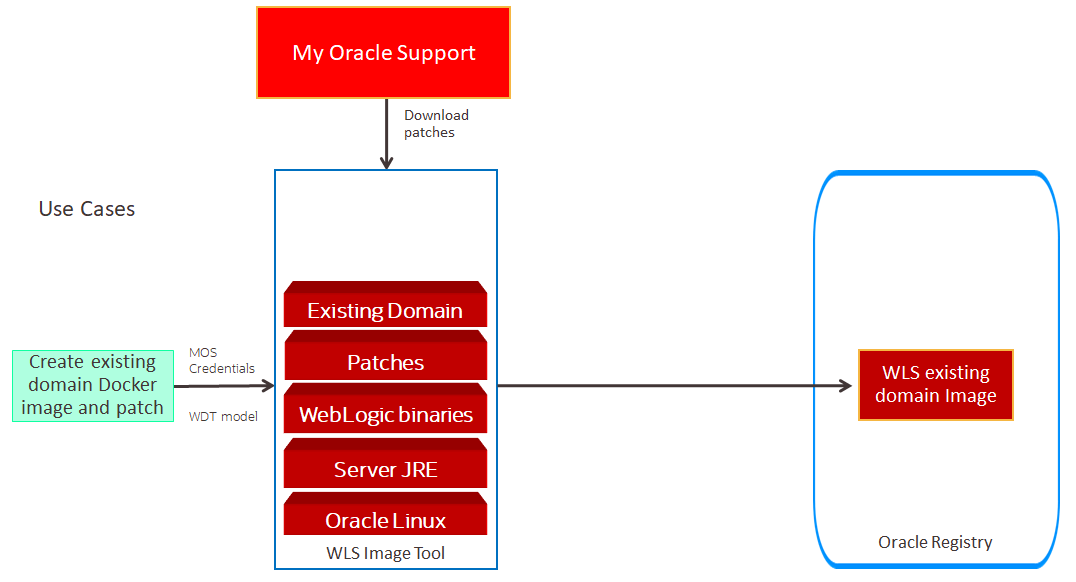 My Oracle Support
Download
patches
Use Cases
Existing Domain
Patches
WebLogic binaries
Server JRE
Oracle Linux
WLS Image Tool
Create existing
domain Docker
image and patch
MOS
Credentials
WDT model
WLS existing
domain Image
Oracle Registry